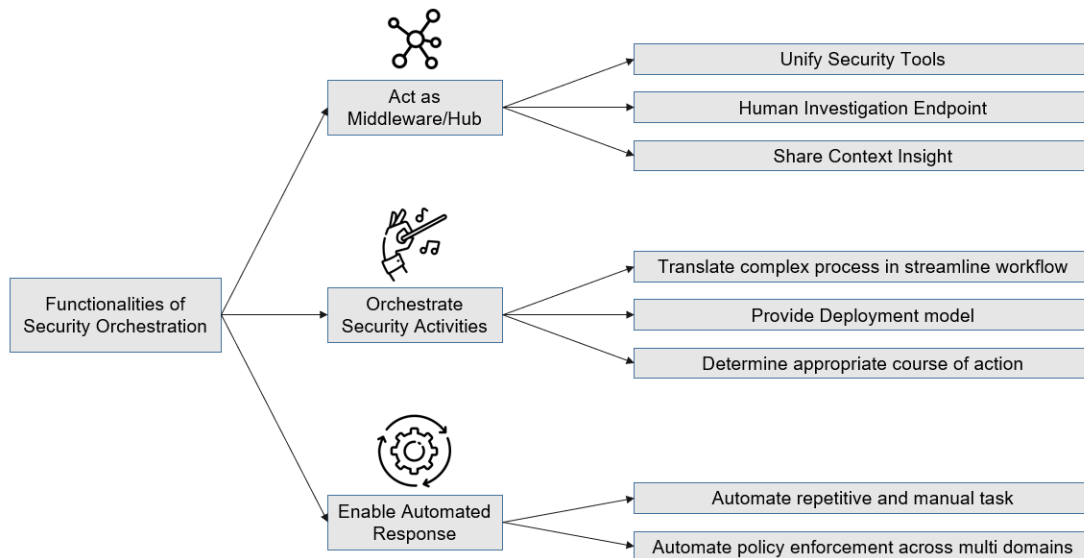 Functionalities of
Security Orchestration
Act as
Middleware/Hub
Unify Security Tools
Human Investigation Endpoint
Share Context Insight
Orchestrate
Security Activities
Translate complex process in streamline workflow
Provide Deployment model
Determine appropriate course of action
Enable Automated
Response
Automate repetitive and manual task
Automate policy enforcement across multi domains